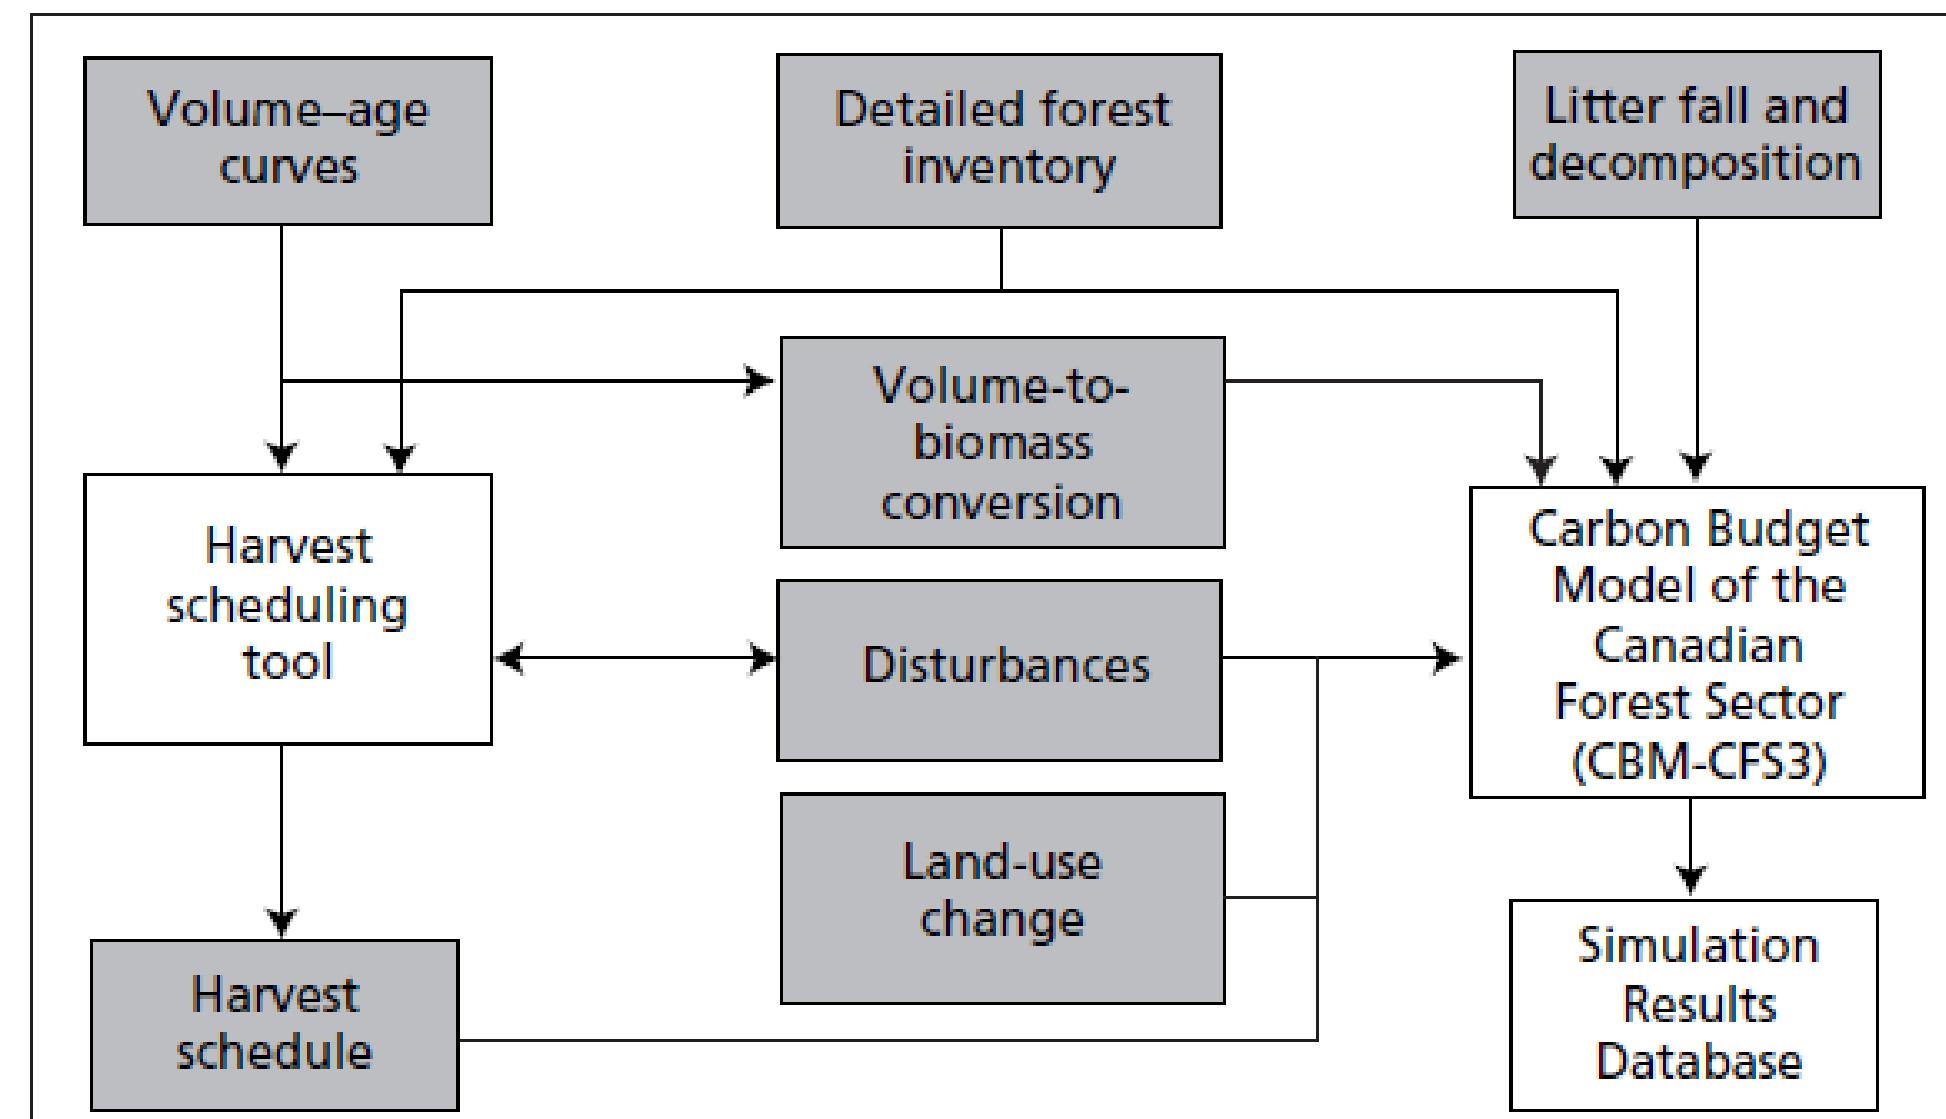 Volume–age
curves
Detailed forest
inventory
Litter fall and
decomposition
Volume-to-
biomass
conversion
Harvest
scheduling
tool
Carbon Budget
Model of the
Canadian
Forest Sector
(CBM-CFS3)
Disturbances
Land-use
change
Harvest
schedule
Simulation
Results
Database